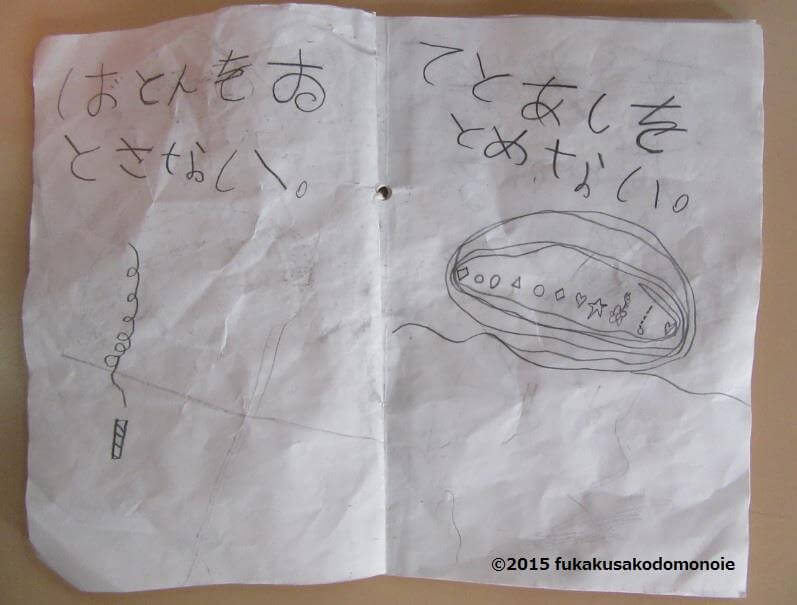 ばとんをお
とさない。
てとあしを
とめない。
©2015 fukakusakodomonoie